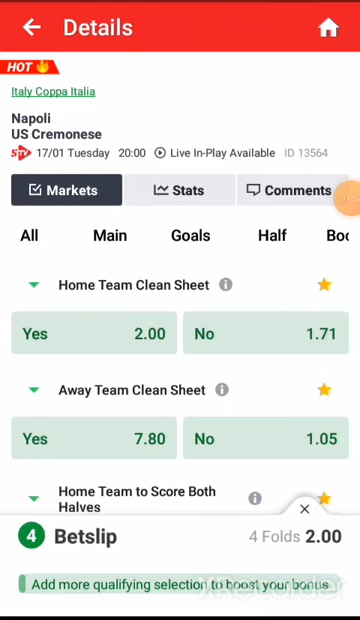 Details
HOT
Italy Coppa Italia
Napoli
US Cremonese
STV 17/01 Tuesday 20:00 Live In-Play Available ID 13564
Markets Stats Comments
All Main Goals Half Boo
Home Team Clean Sheet
Yes 2.00 No 1.71
Away Team Clean Sheet
Yes 7.80 No 1.05
Home Team to Score Both
Halves
4 Betslip 4 Folds 2.00
Add more qualifying selection to boost your bonus
XRecorder